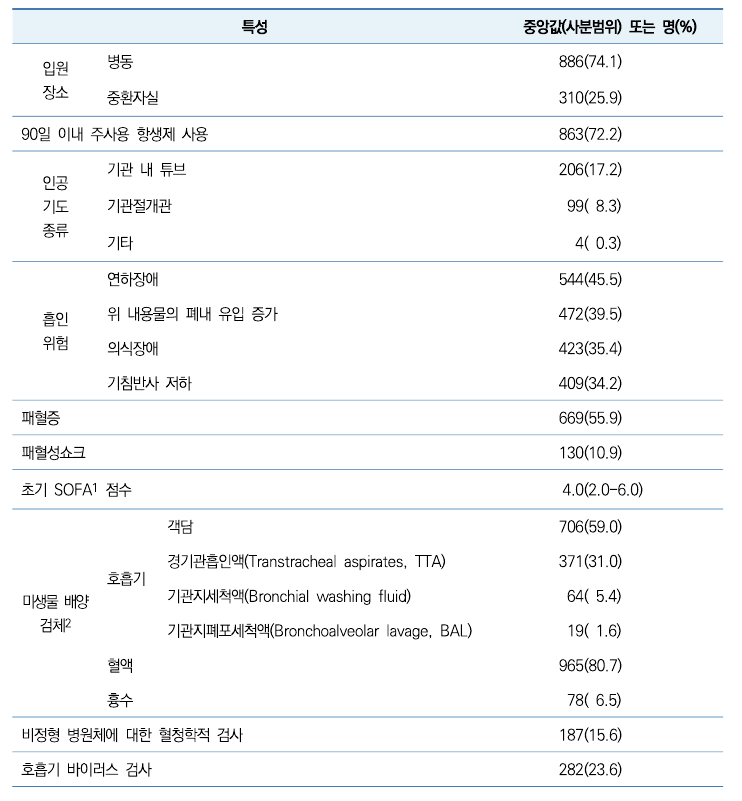 특성 중앙값(사분범위) 또는 명(%)
입원 장소 병동 886(74.1)
중환자실 310(25.9)
90일 이내 주사용 항생제 사용 863(72.2)
인공 기도 종류 기관 내 튜브 206(17.2)
기관절개관 99( 8.3)
기타 4( 0.3)
흡인 위험 연하장애 544(45.5)
위 내용물의 폐내 유입 증가 472(39.5)
의식장애 423(35.4)
기침반사 저하 409(34.2)
패혈증 669(55.9)
패혈성쇼크 130(10.9)
초기 SOFA1 점수 4.0(2.0-6.0)
미생물 배양 검체2 호흡기 객담 706(59.0)
경기관흡인액(Transtracheal aspirates, TTA) 371(31.0)
기관지세척액(Bronchial washing fluid) 64( 5.4)
기관지폐포세척액(Bronchoalveolar lavage, BAL) 19( 1.6)
혈액 965(80.7)
흉수 78( 6.5)
비정형 병원체에 대한 혈청학적 검사 187(15.6)
호흡기 바이러스 검사 282(23.6)